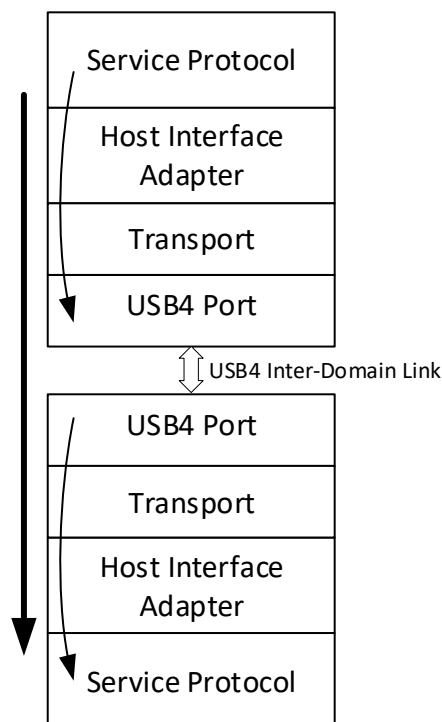 Service Protocol
Host Interface
Adapter
Transport
USB4 Port
USB4 Inter-Domain Link
USB4 Port
Transport
Host Interface
Adapter
Service Protocol